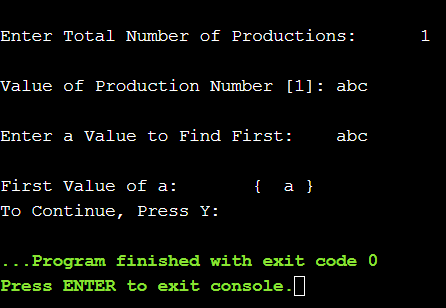 Enter Total Number of Productions: 1
Value of Production Number [1]: abc
Enter a Value to Find First: abc
First Value of a: { a }
To Continue, Press Y:
...Program finished with exit code 0
Press ENTER to exit console.